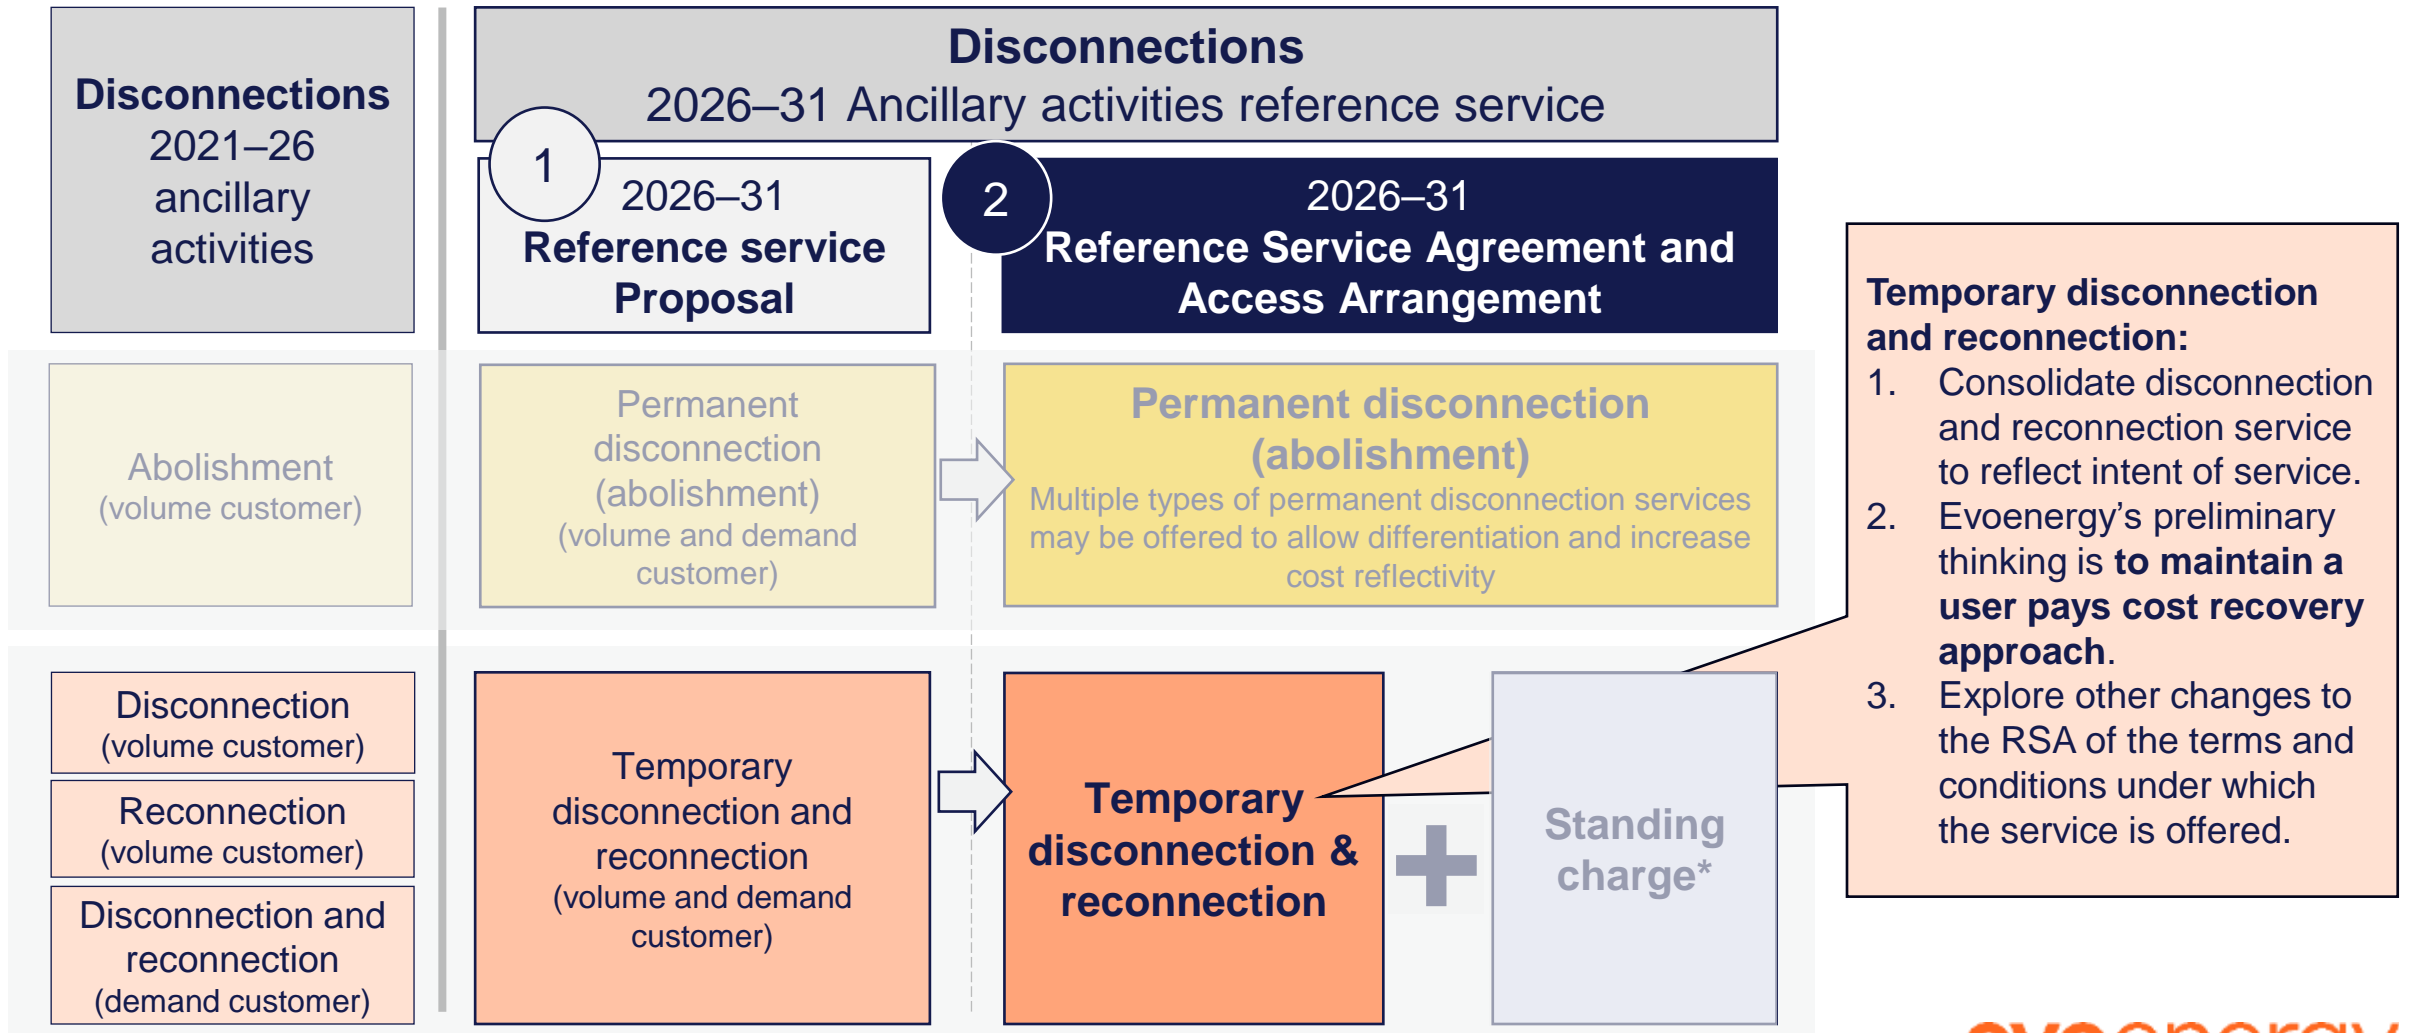 Disconnections
2021–26
ancillary
activities
Disconnections
2026–31 Ancillary activities reference service
1
2026–31
Reference service
Proposal
2
2026–31
Reference Service Agreement and
Access Arrangement
Abolishment
(volume customer)
Permanent
disconnection
(abolishment)
(volume and demand
customer)
Permanent disconnection
(abolishment)
Multiple types of permanent disconnection services
may be offered to allow differentiation and increase
cost reflectivity
Disconnection
(volume customer)
Reconnection
(volume customer)
Disconnection and
reconnection
(demand customer)
Temporary
disconnection and
reconnection
(volume and demand
customer)
Temporary
disconnection &
reconnection
+
Standing
charge*
Temporary disconnection
and reconnection:
1. Consolidate disconnection
and reconnection service
to reflect intent of service.
2. Evoenergy’s preliminary
thinking is to maintain a
user pays cost recovery
approach.
3. Explore other changes to
the RSA of the terms and
conditions under which
the service is offered.
evoenergy